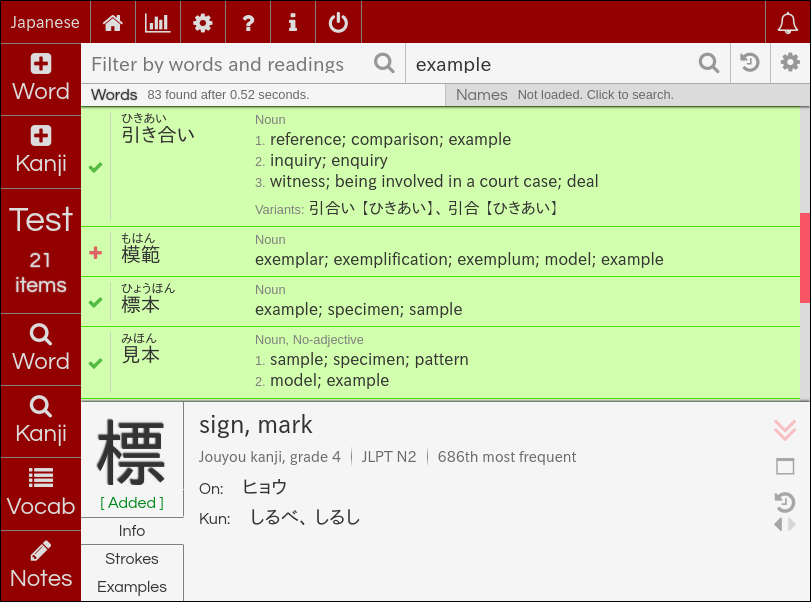 Japanese
?
Word
Kanji
Test
21
items
Word
Kanji
Vocab
Notes
Filter by words and readings
example
Words 83 found after 0.52 seconds.
Names Not loaded. Click to search.
ひきあい
引き合い
Noun
1. reference; comparison; example
2. inquiry; enquiry
3. witness; being involved in a court case; deal
Variants: 引合い【ひきあい】、引合【ひきあい】
もはん
模範
Noun
exemplar; exemplification; exemplum; model; example
ひょうほん
標本
Noun
example; specimen; sample
みほん
見本
Noun, No-adjective
1. sample; specimen; pattern
2. model; example
標
[ Added ]
Info
Strokes
Examples
sign, mark
Jouyou kanji, grade 4 | JLPT N2 | 686th most frequent
On: ヒョウ
Kun: しるべ、しるし